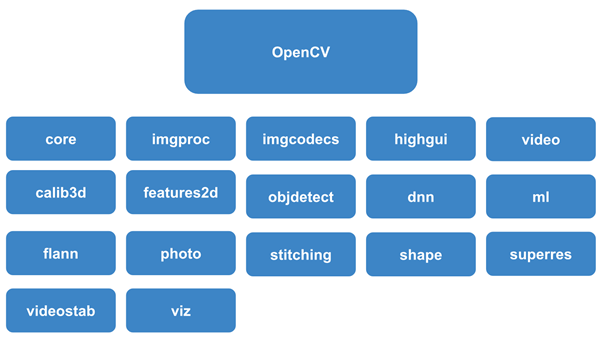 OpenCV
core
imgproc
imgcodecs
highgui
video
calib3d
features2d
objdetect
dnn
ml
flann
photo
stitching
shape
superres
videostab
viz